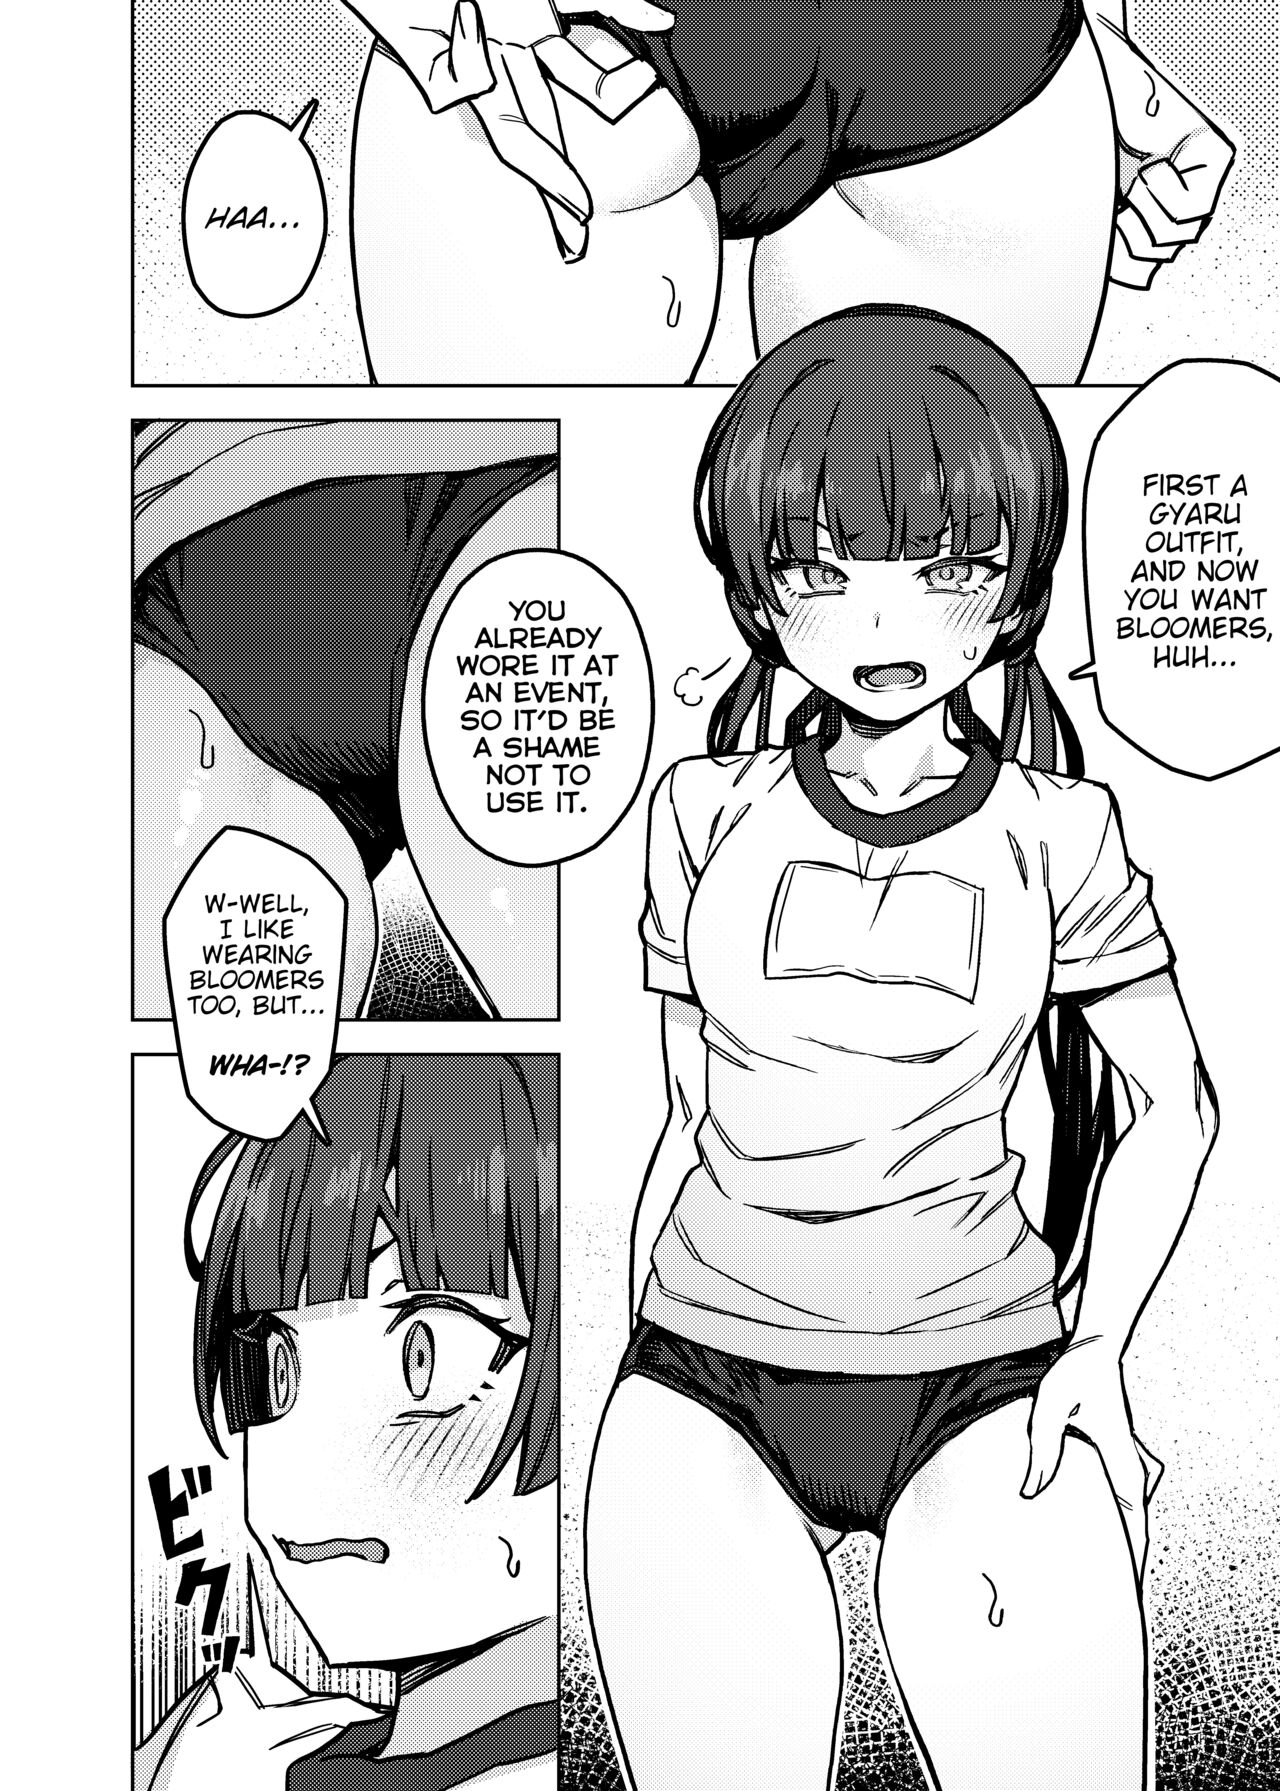 HAA...
FIRST A
GYARU
OUTFIT,
AND NOW
YOU WANT
BLOOMERS,
HUH...
YOU
ALREADY
WORE IT AT
AN EVENT,
SO IT'D BE
A SHAME
NOT TO
USE IT.
W-WELL,
I LIKE
WEARING
BLOOMERS
TOO, BUT...
WHA-!?
ビクッ